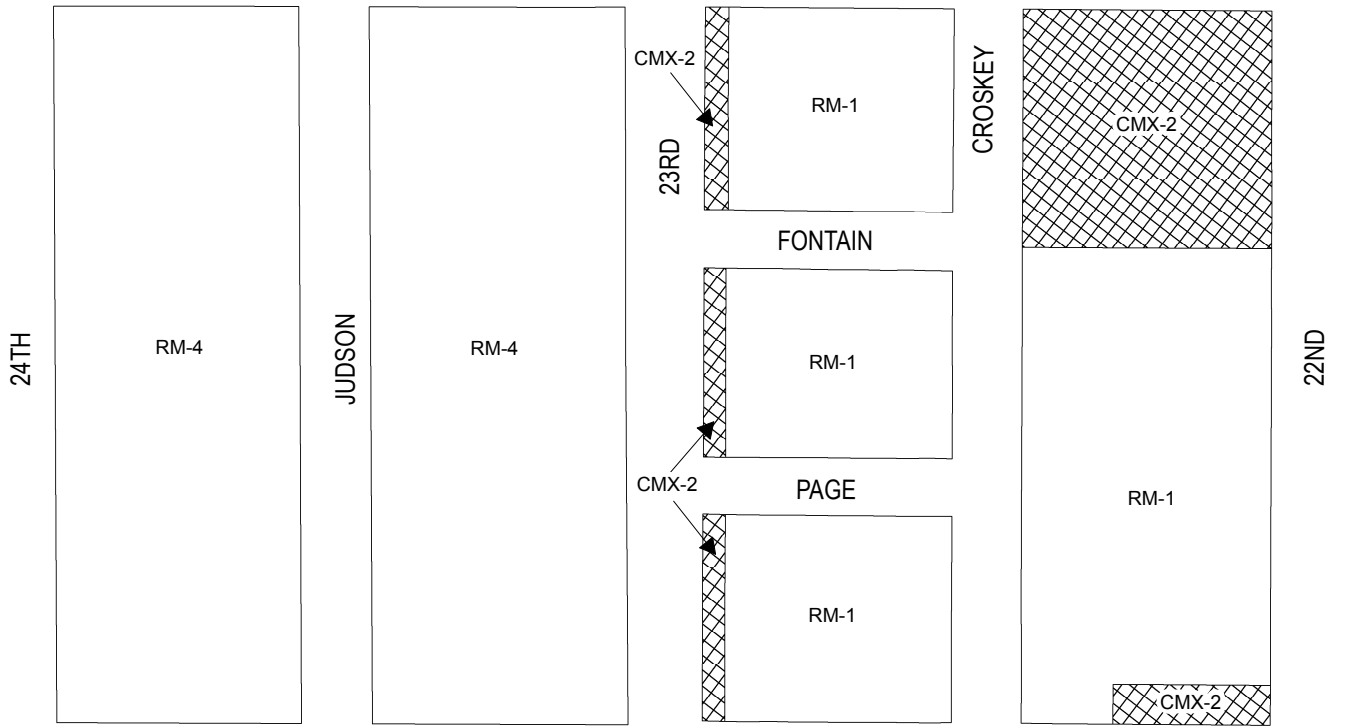 24TH
RM-4
JUDSON
RM-4
CMX-2
23RD
RM-1
FONTAIN
RM-1
CMX-2
PAGE
RM-1
CROSKEY
CMX-2
RM-1
CMX-2
22ND